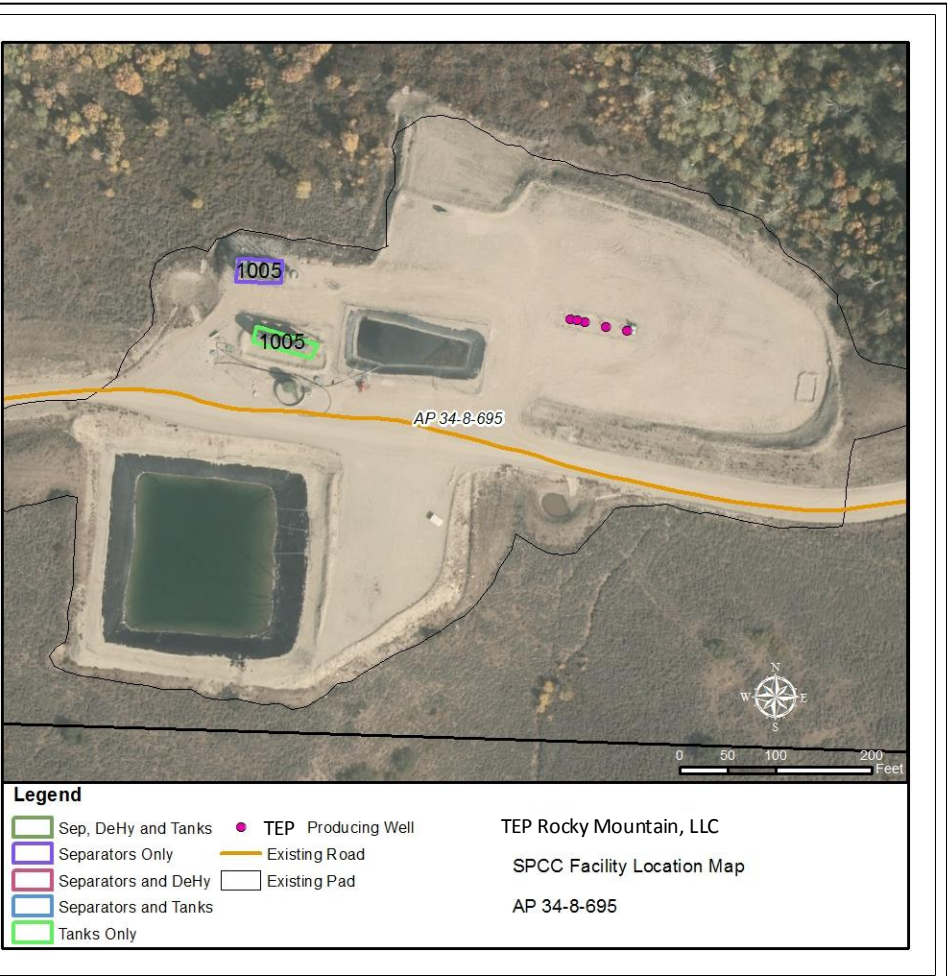 1005
1005
AP 34-8-695
N
W E
S
0 50 100 200
Feet
Legend
Sep, DeHy and Tanks
Separators Only
Separators and DeHy
Separators and Tanks
Tanks Only
TEP Producing Well
Existing Road
Existing Pad
TEP Rocky Mountain, LLC
SPCC Facility Location Map
AP 34-8-695